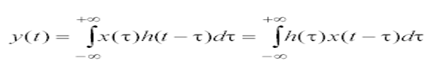 y(t) = ∫_{-∞}^{+∞} x(τ)h(t − τ)dτ = ∫_{-∞}^{+∞} h(τ)x(t − τ)dτ